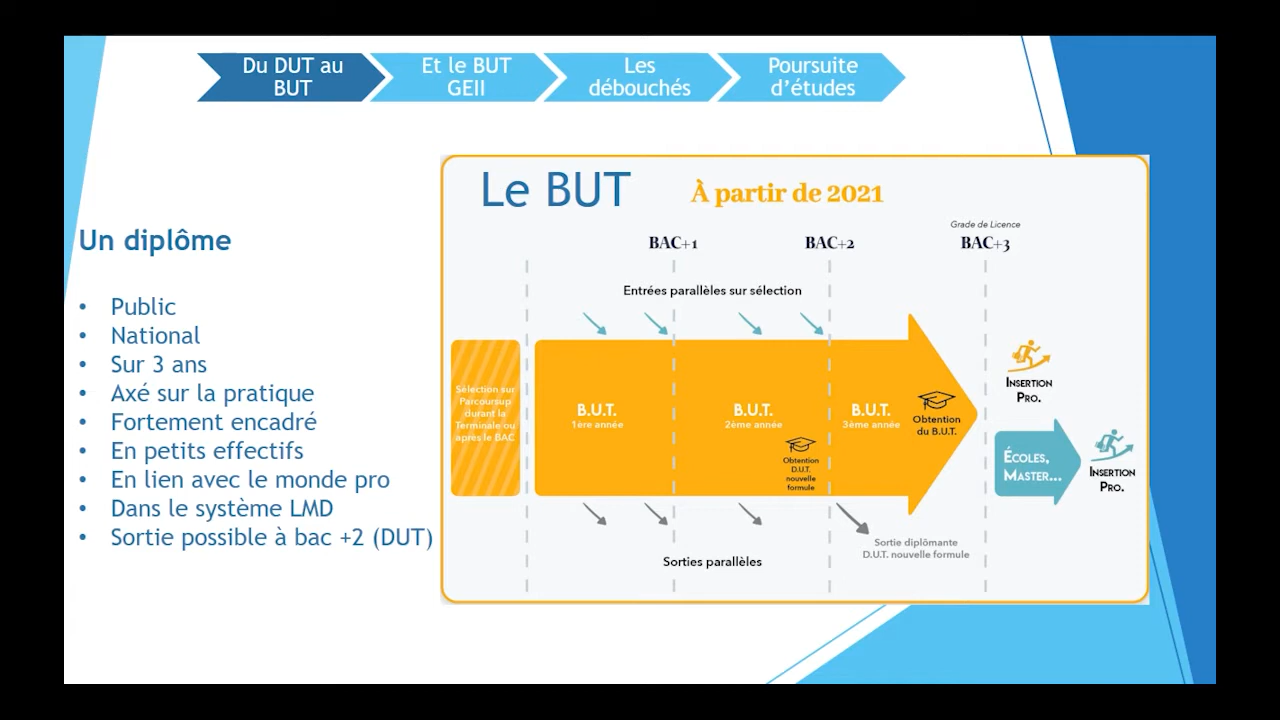 Du DUT au
BUT
Et le BUT
GEII
Les
débouchés
Poursuite
d'études
Un diplôme
• Public
• National
• Sur 3 ans
• Axé sur la pratique
• Fortement encadré
• En petits effectifs
• En lien avec le monde pro
• Dans le système LMD
• Sortie possible à bac +2 (DUT)
Le BUT
À partir de 2021
Grade de Licence
BAC+1
BAC+2
BAC+3
Entrées parallèles sur sélection
Sélection sur
Parcoursup
durant la
Terminale ou
après le BAC
B.U.T.
1ère année
B.U.T.
2ème année
Obtention
D.U.T.
nouvelle
formule
B.U.T.
3ème année
Obtention
du B.U.T.
Insertion
Pro.
Écoles,
Master...
Insertion
Pro.
Sorties parallèles
Sortie diplômante
D.U.T. nouvelle formule